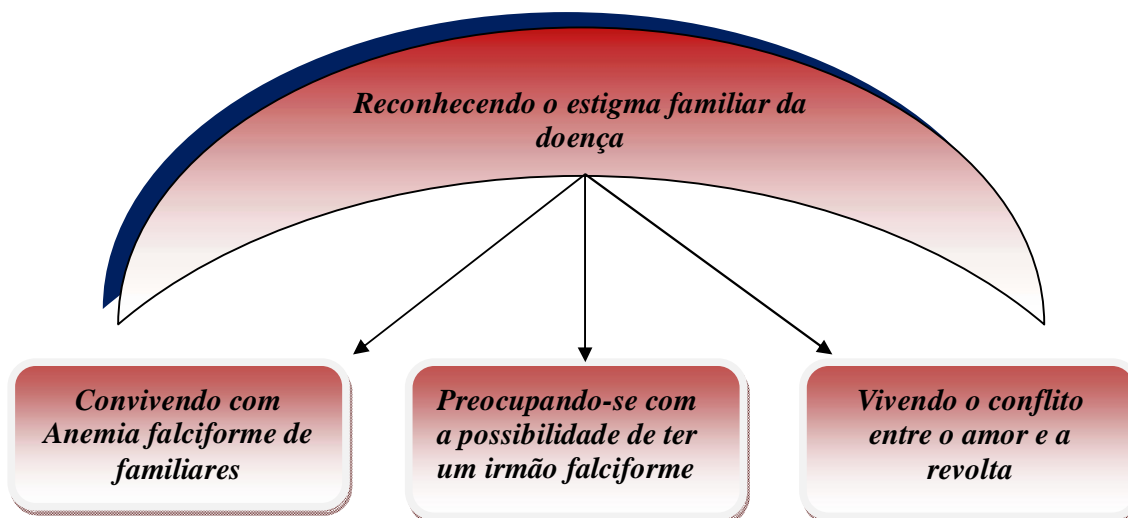 Reconhecendo o estigma familiar da
doença
Convivendo com
Anemia falciforme de
familiares
Preocupando-se com
a possibilidade de ter
um irmão falciforme
Vivendo o conflito
entre o amor e a
revolta